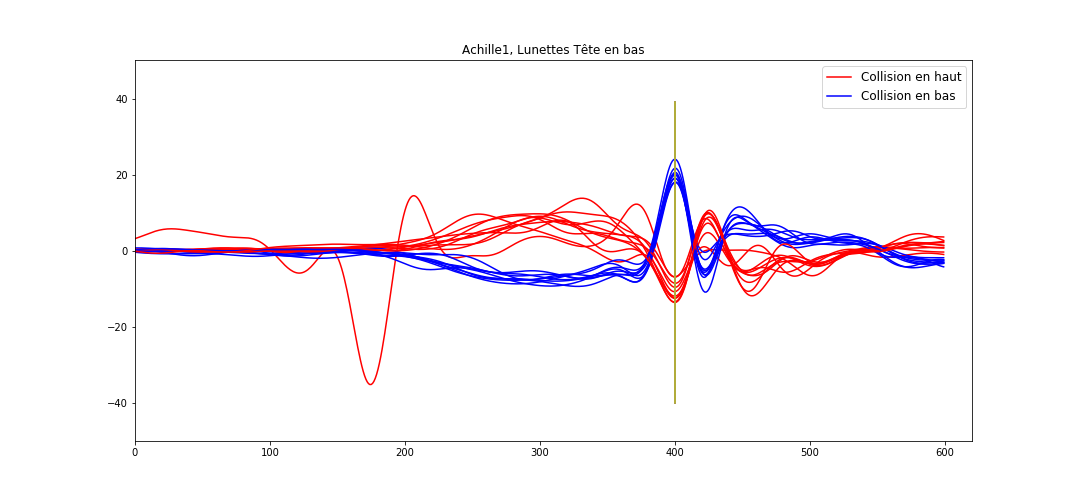 Achille1, Lunettes Tête en bas
Collision en haut
Collision en bas
40
20
0
−20
−40
0 100 200 300 400 500 600